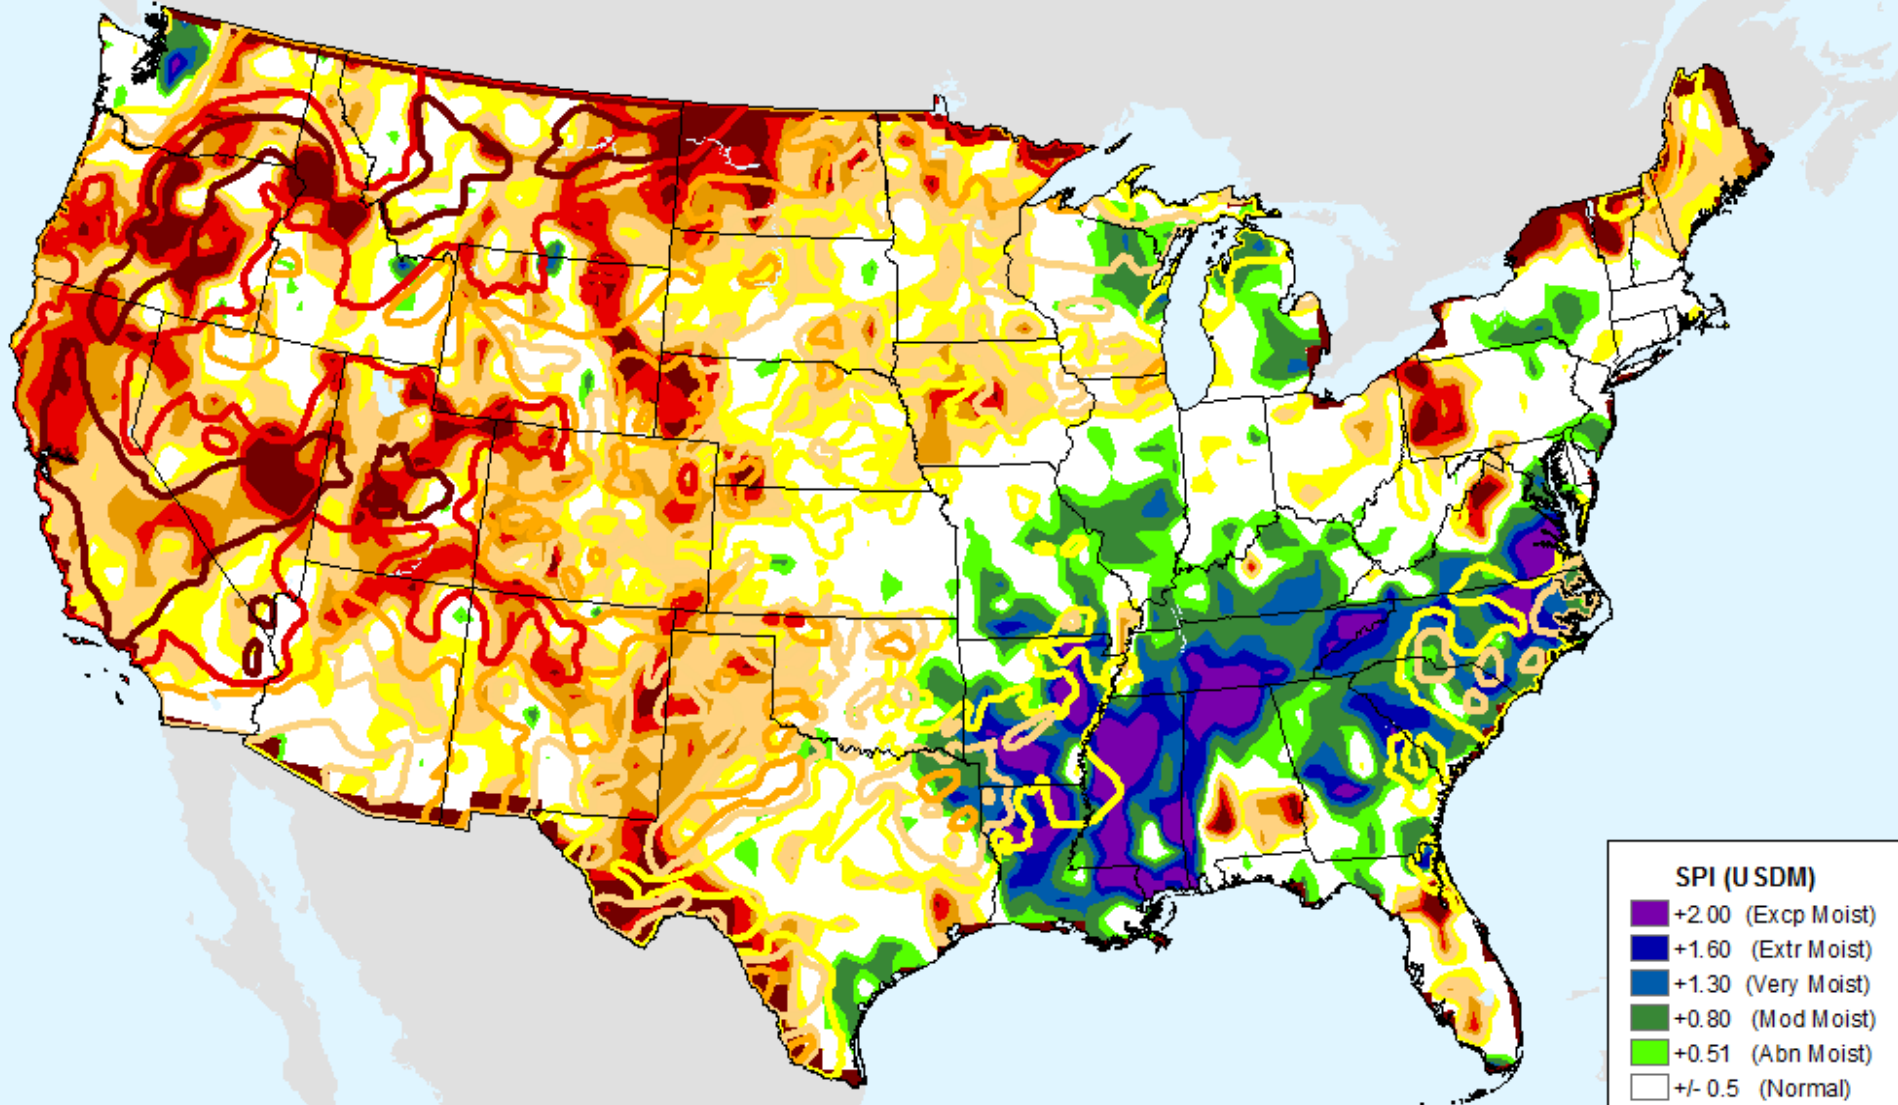 SPI (USDM)
+2.00 (Excp Moist)
+1.60 (Extr Moist)
+1.30 (Very Moist)
+0.80 (Mod Moist)
+0.51 (Abn Moist)
+/- 0.5 (Normal)